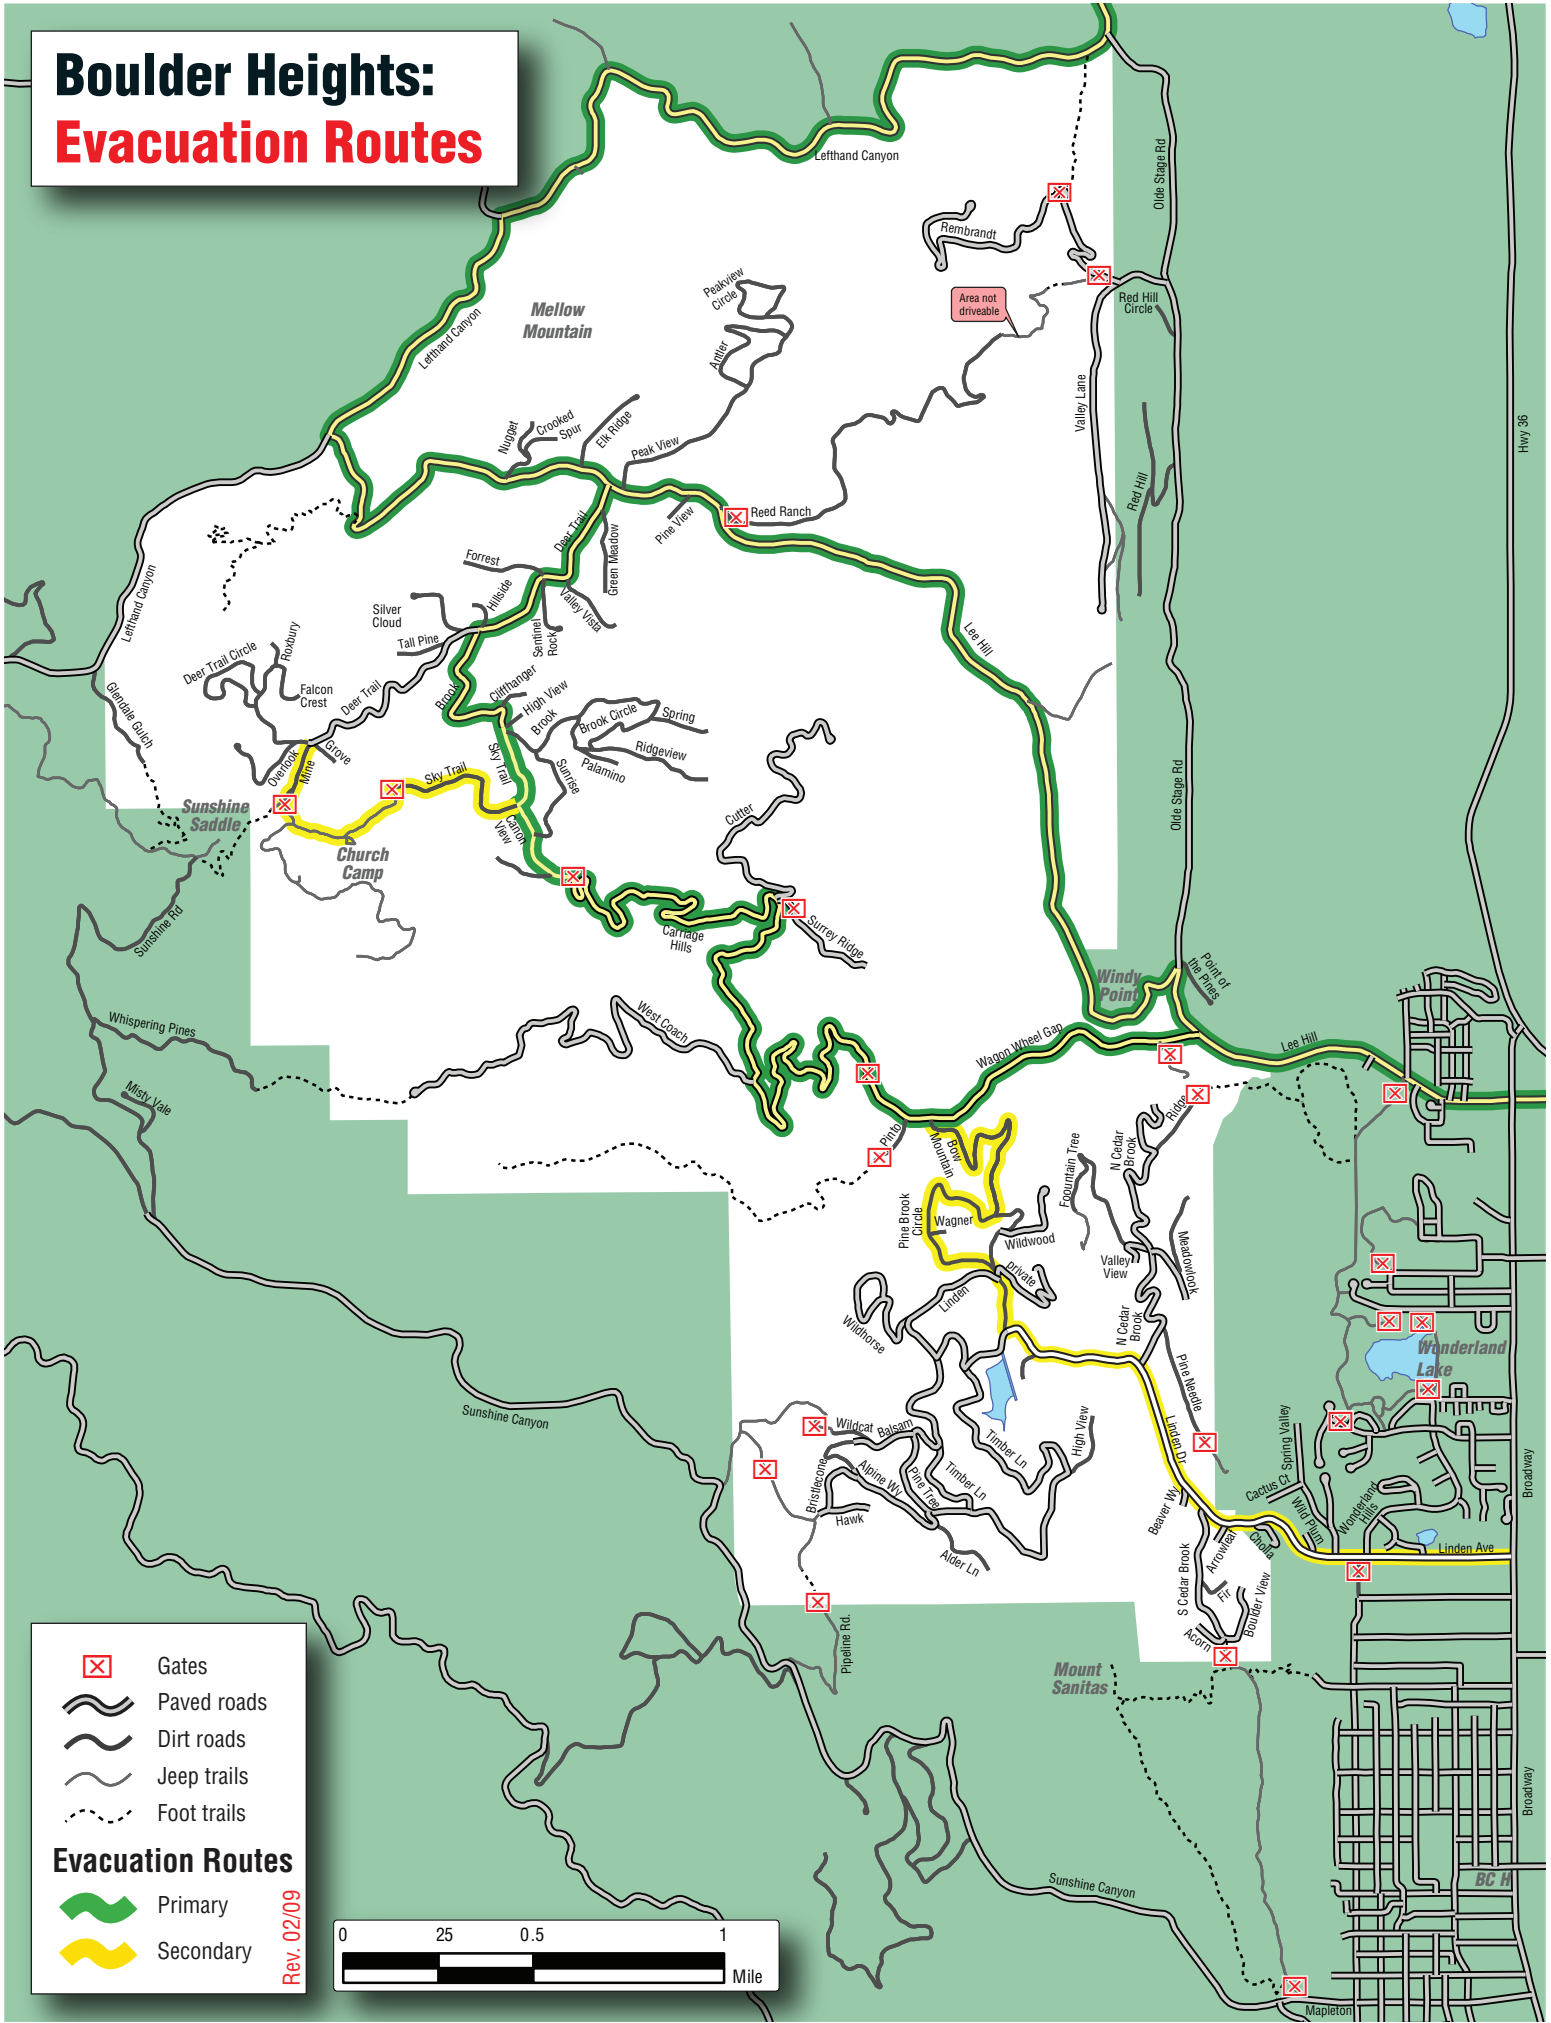 Boulder Heights:
Evacuation Routes
Lefthand Canyon
Olde Stage Rd
Rembrandt
Area not
driveable
Red Hill
Circle
Peakview
Circle
Antler
Mellow
Mountain
Lefthand Canyon
Valley Lane
Hwy 36
Nugget
Crooked
Spur
Elk Ridge
Peak View
Red Hill
Reed Ranch
Pine View
Deer Trail
Green Meadow
Forrest
Hillside
Valley Vista
Sentinel
Rock
Silver
Cloud
Tall Pine
Lefthand Canyon
Lee Hill
Deer Trail Circle
Roxbury
Falcon
Crest
Deer Trail
Brook
Cliffhanger
High View
Brook
Brook Circle
Spring
Ridgeview
Palamino
Sunrise
Sky Trail
Glendale Gulch
Overlook
Mine
Grove
Sky Trail
Canon
View
Sunshine
Saddle
Church
Camp
Cutter
Olde Stage Rd
Sunshine Rd
Carriage
Hills
Surrey Ridge
Windy
Point
Point of
the Pines
Whispering Pines
West Coach
Wagon Wheel Gap
Lee Hill
Misty Vale
Pinto
Bow
Mountain
Ridge
N Cedar
Brook
Foountain Tree
Pine Brook
Circle
Wagner
Wildwood
Valley
View
Meadowlook
private
Linden
Wildhorse
N Cedar
Brook
Wonderland
Lake
Pine Needle
Sunshine Canyon
Wildcat
Balsam
Timber Ln
High View
Linden Dr
Spring Valley
Cactus Ct
Wild Plum
Wonderland
Hills
Broadway
Bristlecone
Alpine Wy
Pine Tree
Timber Ln
Hawk
Alder Ln
Beaver Wy
Arrowleaf
Cholla
Linden Ave
S Cedar Brook
Fir
Boulder View
Acorn
Pipeline Rd.
Mount
Sanitas
Broadway
BC H
Sunshine Canyon
Mapleton
Gates
Paved roads
Dirt roads
Jeep trails
Foot trails
Evacuation Routes
Primary
Secondary
Rev. 02/09
0 25 0.5 1
Mile